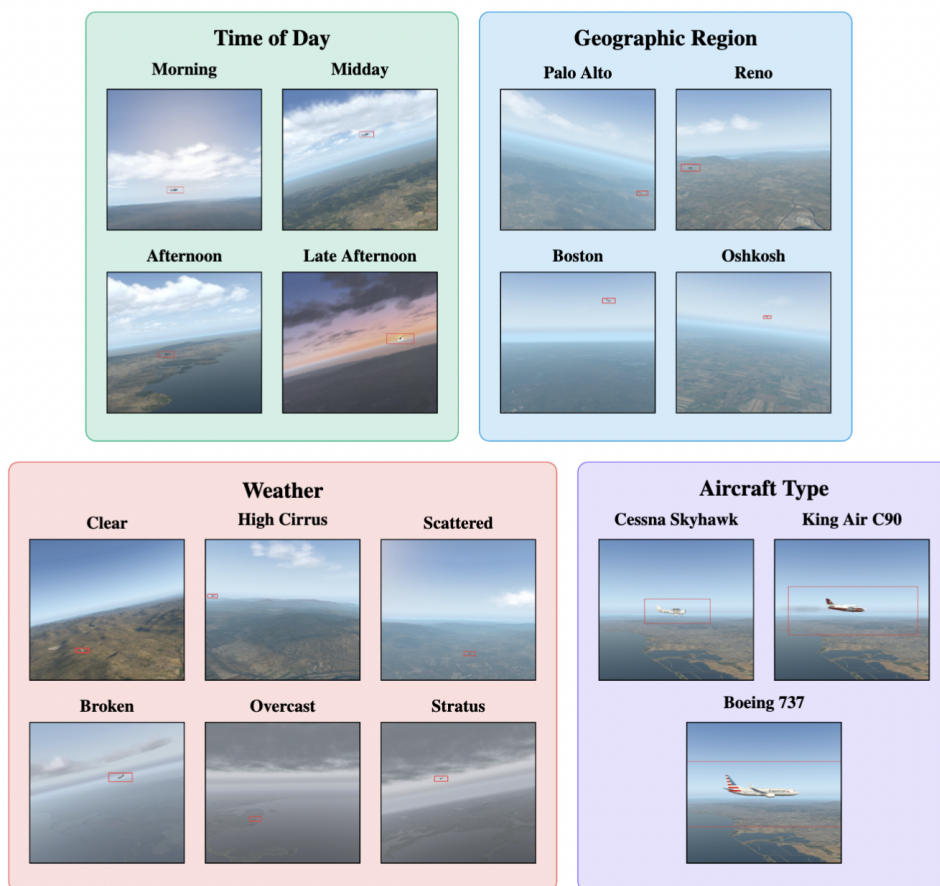 Time of Day
Morning Midday
Afternoon Late Afternoon
Geographic Region
Palo Alto Reno
Boston Oshkosh
Weather
Clear High Cirrus Scattered
Broken Overcast Stratus
Aircraft Type
Cessna Skyhawk King Air C90
Boeing 737